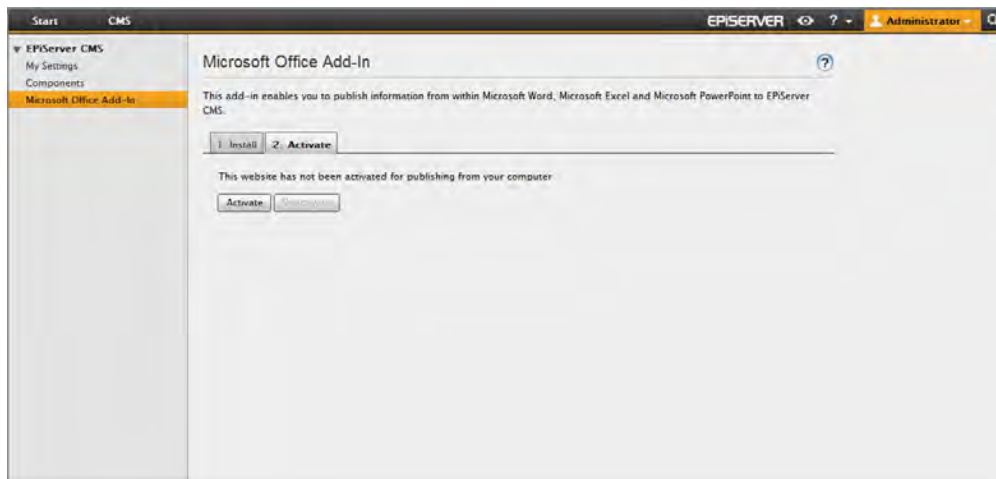 Start CMS EPiSERVER ? Administrator
EPiServer CMS
My Settings
Components
Microsoft Office Add-In
Microsoft Office Add-In ?
This add-in enables you to publish information from within Microsoft Word, Microsoft Excel and Microsoft PowerPoint to EPiServer
CMS.
1. Install 2. Activate
This website has not been activated for publishing from your computer
Activate